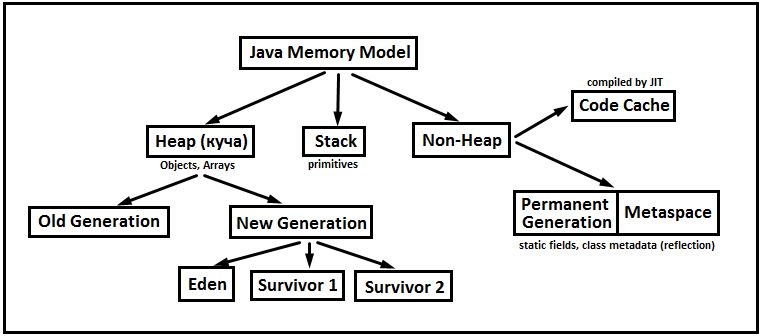 Java Memory Model
compiled by JIT
Code Cache
Heap (куча)
Objects, Arrays
Stack
primitives
Non-Heap
Old Generation
New Generation
Permanent
Generation
Metaspace
static fields, class metadata (reflection)
Eden
Survivor 1
Survivor 2